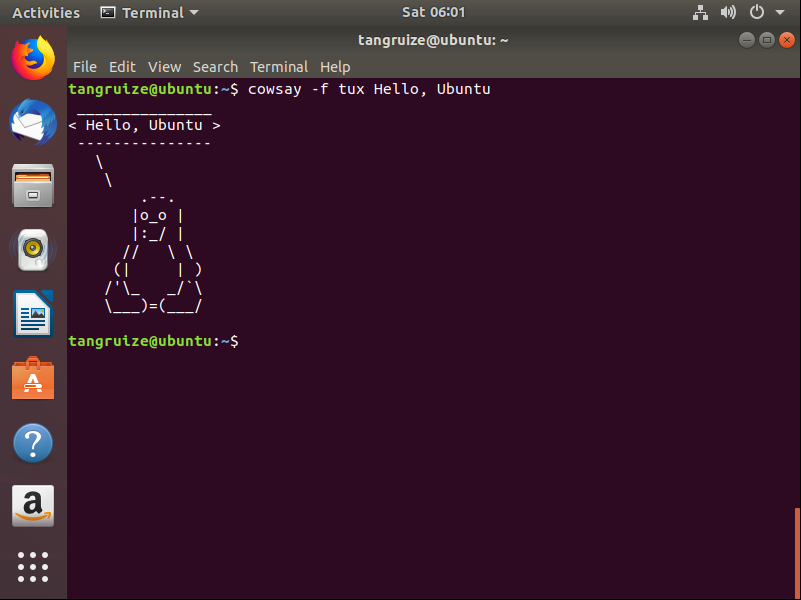 Activities Terminal Sat 06:01
tangruize@ubuntu: ~
File Edit View Search Terminal Help
tangruize@ubuntu:~$ cowsay -f tux Hello, Ubuntu
 _______________
< Hello, Ubuntu >
 ---------------
   \
    \
        .--.
       |o_o |
       |:_/ |
      //   \ \
     (|     | )
    /'\_   _/`\
    \___)=(___/

tangruize@ubuntu:~$